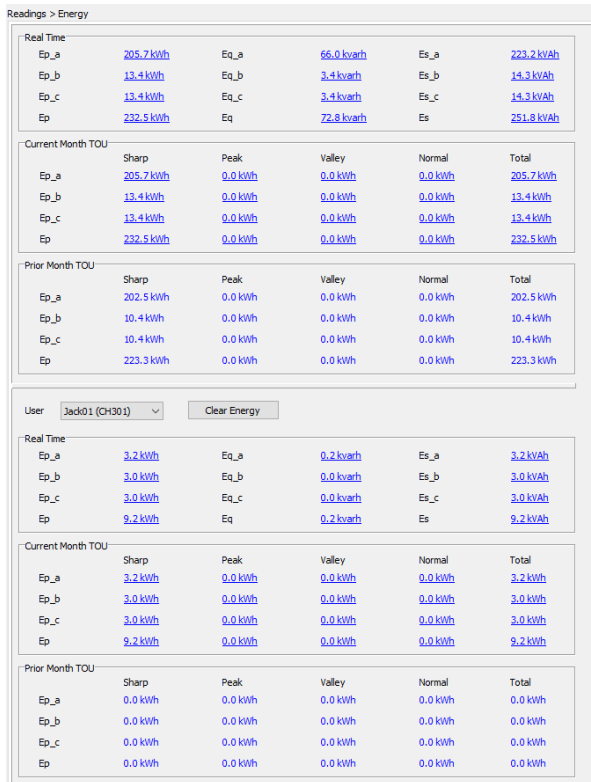 Readings > Energy
Real Time
Ep_a 205.7 kWh Eq_a 66.0 kvarh Es_a 223.2 kVAh
Ep_b 13.4 kWh Eq_b 3.4 kvarh Es_b 14.3 kVAh
Ep_c 13.4 kWh Eq_c 3.4 kvarh Es_c 14.3 kVAh
Ep 232.5 kWh Eq 72.8 kvarh Es 251.8 kVAh
Current Month TOU
Sharp Peak Valley Normal Total
Ep_a 205.7 kWh 0.0 kWh 0.0 kWh 0.0 kWh 205.7 kWh
Ep_b 13.4 kWh 0.0 kWh 0.0 kWh 0.0 kWh 13.4 kWh
Ep_c 13.4 kWh 0.0 kWh 0.0 kWh 0.0 kWh 13.4 kWh
Ep 232.5 kWh 0.0 kWh 0.0 kWh 0.0 kWh 232.5 kWh
Prior Month TOU
Sharp Peak Valley Normal Total
Ep_a 202.5 kWh 0.0 kWh 0.0 kWh 0.0 kWh 202.5 kWh
Ep_b 10.4 kWh 0.0 kWh 0.0 kWh 0.0 kWh 10.4 kWh
Ep_c 10.4 kWh 0.0 kWh 0.0 kWh 0.0 kWh 10.4 kWh
Ep 223.3 kWh 0.0 kWh 0.0 kWh 0.0 kWh 223.3 kWh
User Jack01 (CH301) Clear Energy
Real Time
Ep_a 3.2 kWh Eq_a 0.2 kvarh Es_a 3.2 kVAh
Ep_b 3.0 kWh Eq_b 0.0 kvarh Es_b 3.0 kVAh
Ep_c 3.0 kWh Eq_c 0.0 kvarh Es_c 3.0 kVAh
Ep 9.2 kWh Eq 0.2 kvarh Es 9.2 kVAh
Current Month TOU
Sharp Peak Valley Normal Total
Ep_a 3.2 kWh 0.0 kWh 0.0 kWh 0.0 kWh 3.2 kWh
Ep_b 3.0 kWh 0.0 kWh 0.0 kWh 0.0 kWh 3.0 kWh
Ep_c 3.0 kWh 0.0 kWh 0.0 kWh 0.0 kWh 3.0 kWh
Ep 9.2 kWh 0.0 kWh 0.0 kWh 0.0 kWh 9.2 kWh
Prior Month TOU
Sharp Peak Valley Normal Total
Ep_a 0.0 kWh 0.0 kWh 0.0 kWh 0.0 kWh 0.0 kWh
Ep_b 0.0 kWh 0.0 kWh 0.0 kWh 0.0 kWh 0.0 kWh
Ep_c 0.0 kWh 0.0 kWh 0.0 kWh 0.0 kWh 0.0 kWh
Ep 0.0 kWh 0.0 kWh 0.0 kWh 0.0 kWh 0.0 kWh